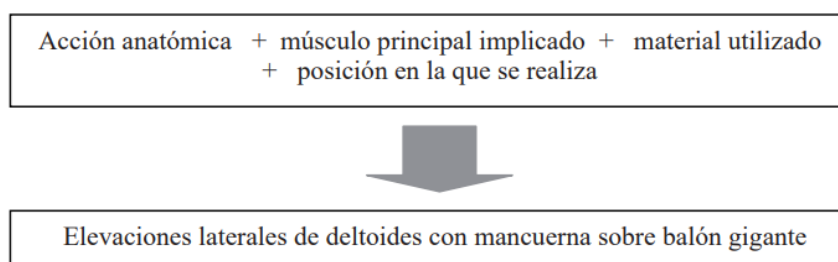 Acción anatómica + músculo principal implicado + material utilizado
+ posición en la que se realiza
Elevaciones laterales de deltoides con mancuerna sobre balón gigante